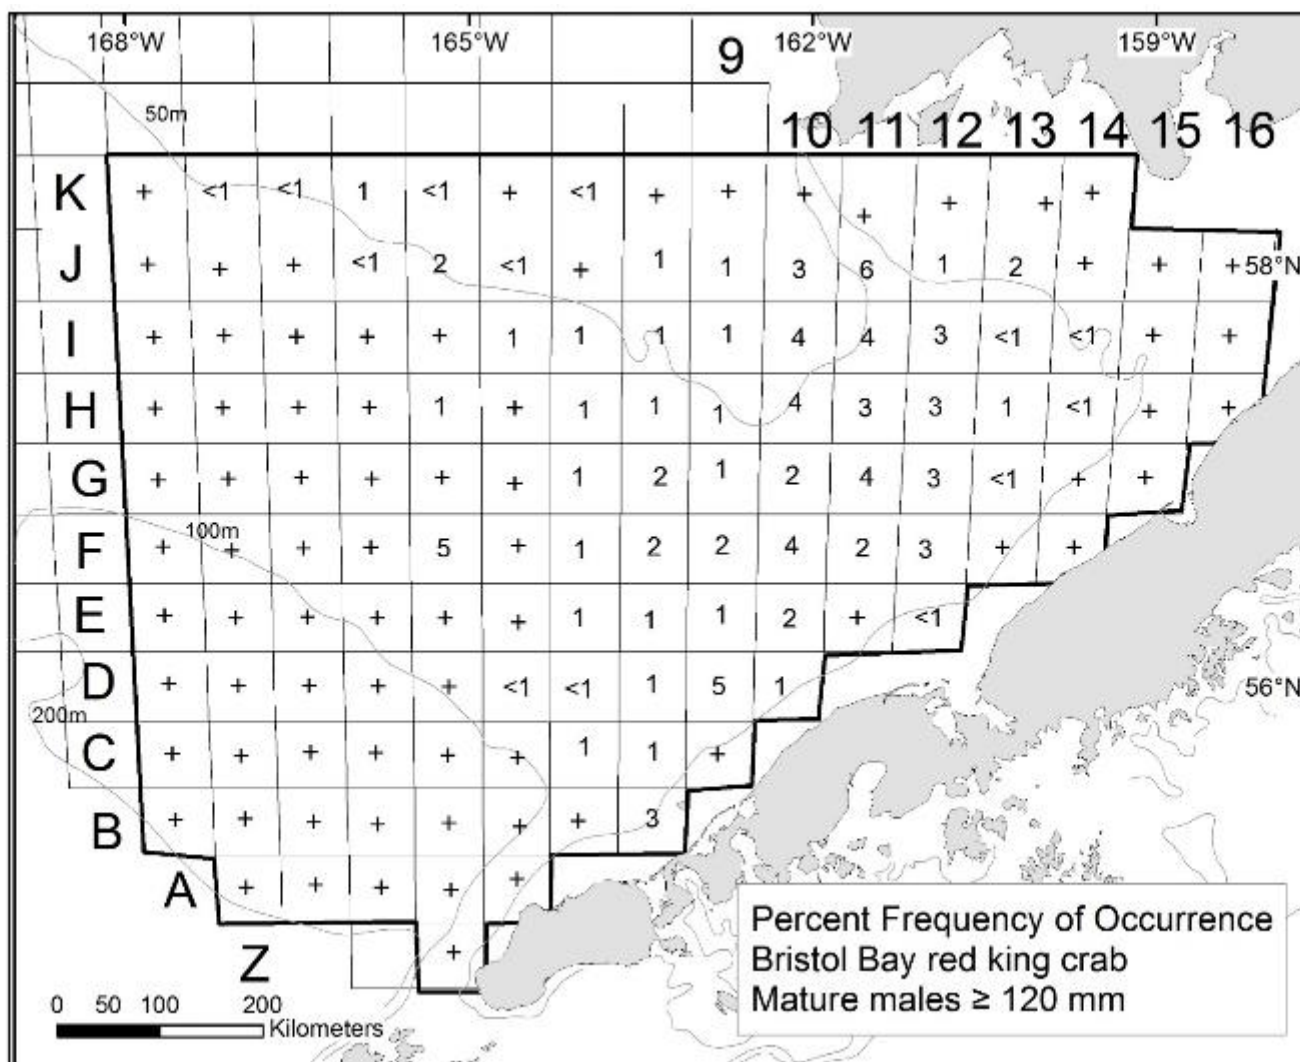 168°W 165°W 162°W 159°W
9
50m
10 11 12 13 14 15 16
K + <1 <1 1 <1 + <1 + + + + + + +
J + + + <1 2 <1 + 1 1 3 6 1 2 + + + 58°N
I + + + + + 1 1 1 1 4 4 3 <1 <1 + +
H + + + + 1 + 1 1 1 4 3 3 1 <1 + +
G + + + + + + 1 2 1 2 4 3 <1 + +
100m
F + + + + 5 + 1 2 2 4 2 3 + +
E + + + + + + 1 1 1 2 + <1
D + + + + + <1 <1 1 5 1 56°N
200m
C + + + + + + 1 1 +
B + + + + + + + 3
A + + + + +
Z +
Percent Frequency of Occurrence
Bristol Bay red king crab
Mature males ≥ 120 mm
0 50 100 200
Kilometers